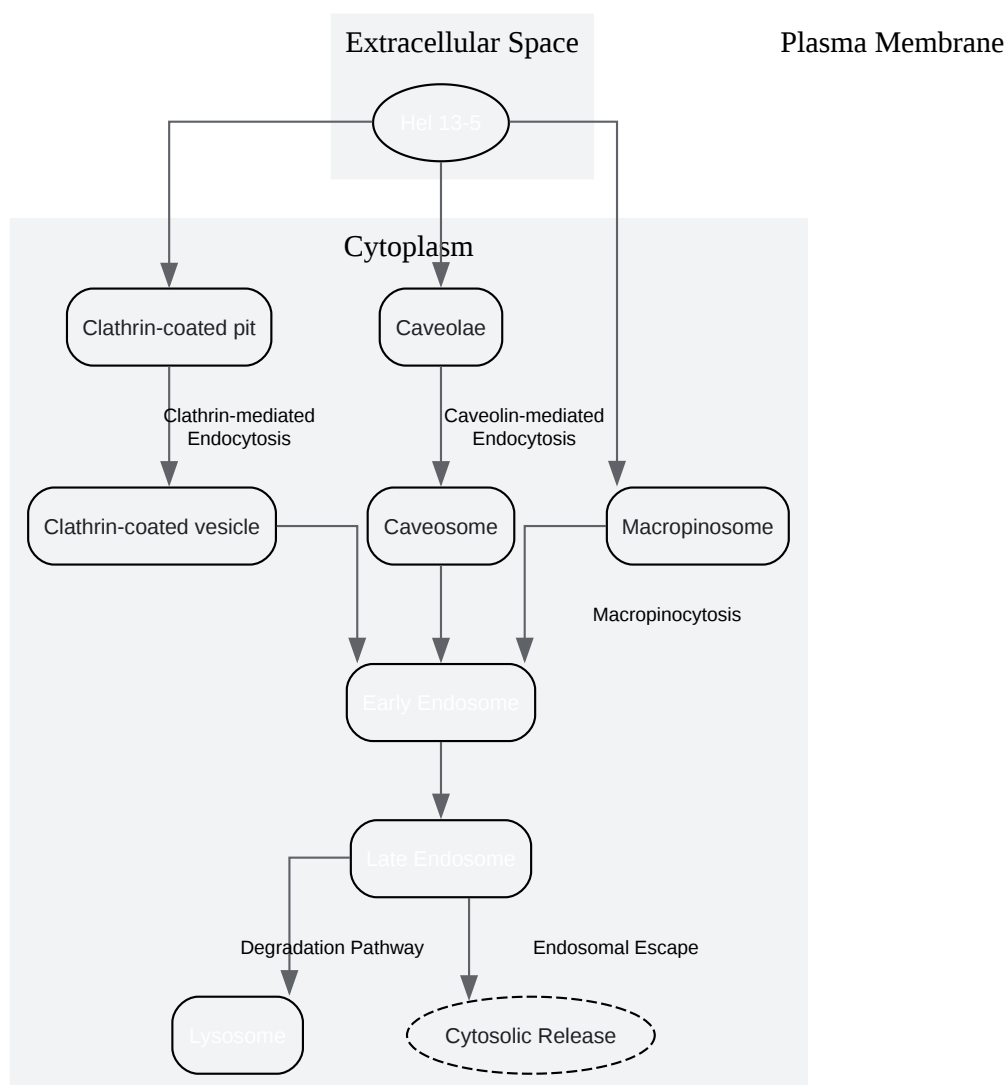 Extracellular Space
Plasma Membrane
Hel 13-5
Cytoplasm
Clathrin-coated pit
Caveolae
Clathrin-mediated
Endocytosis
Caveolin-mediated
Endocytosis
Clathrin-coated vesicle
Caveosome
Macropinosome
Macropinocytosis
Early Endosome
Late Endosome
Degradation Pathway
Endosomal Escape
Lysosome
Cytosolic Release